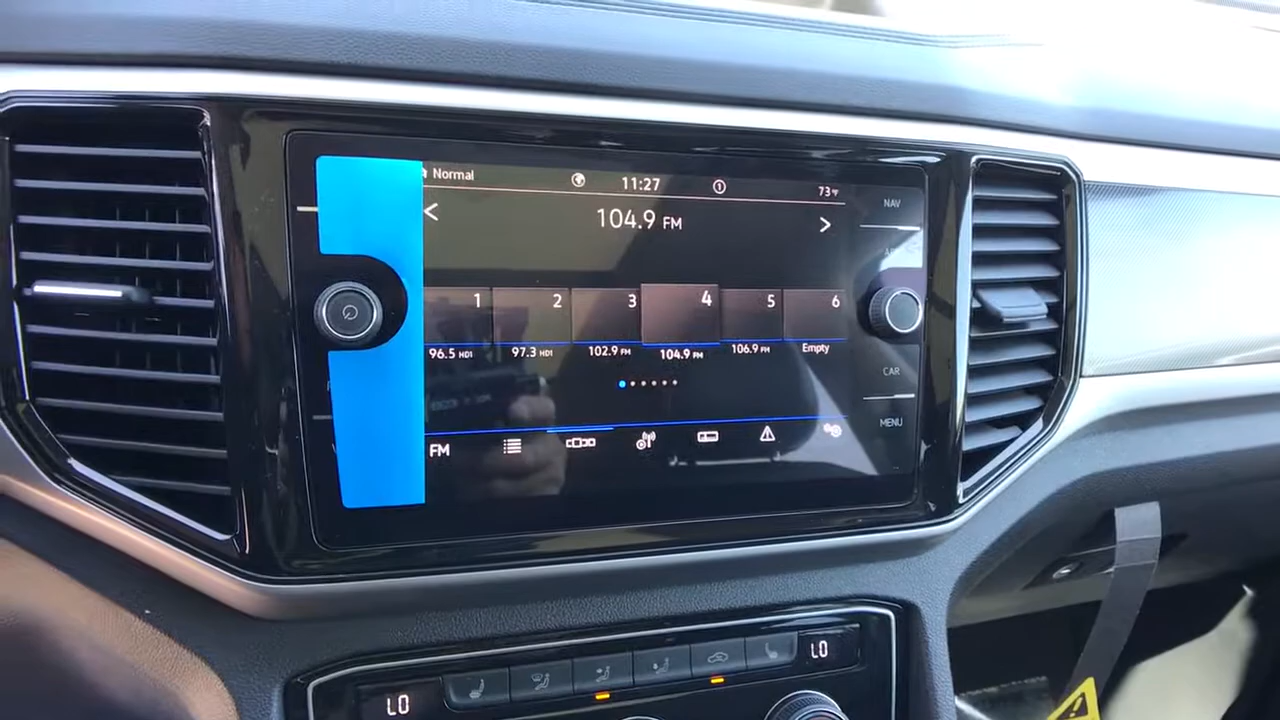 Normal 11:27 1 73°F
NAV
< 104.9 FM >
1 2 3 4 5 6
96.5 HD1 97.3 HD1 102.9 FM 104.9 FM 106.9 FM Empty
CAR
MENU
FM
LO LO